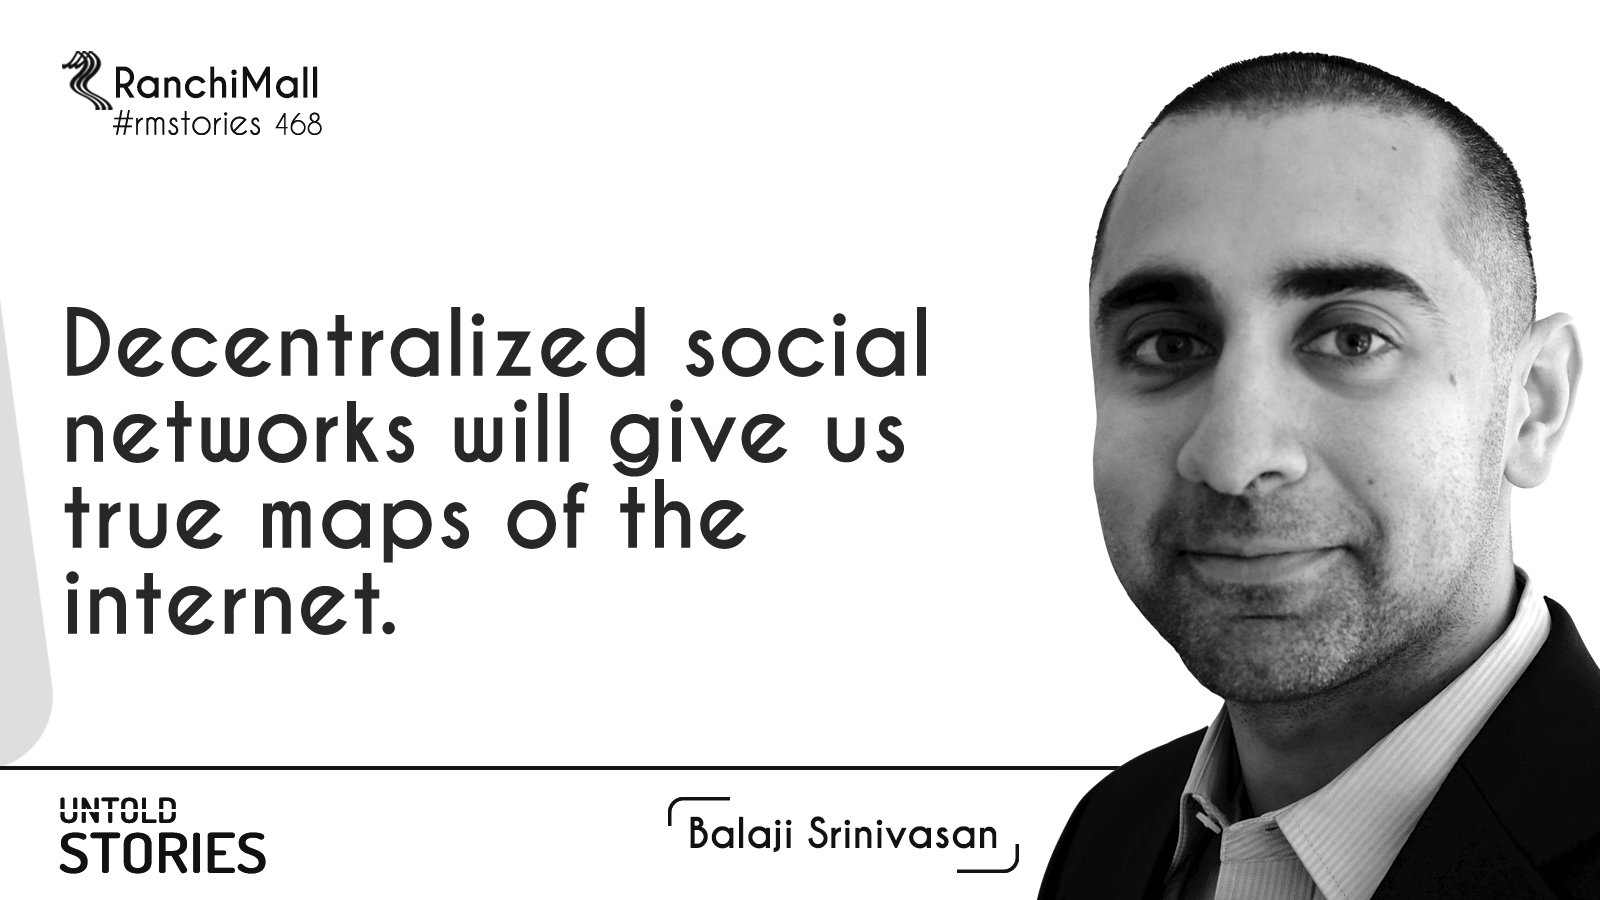 RanchiMall
#rmstories 468
Decentralized social
networks will give us
true maps of the
internet.
UNTOLD
STORIES
Balaji Srinivasan